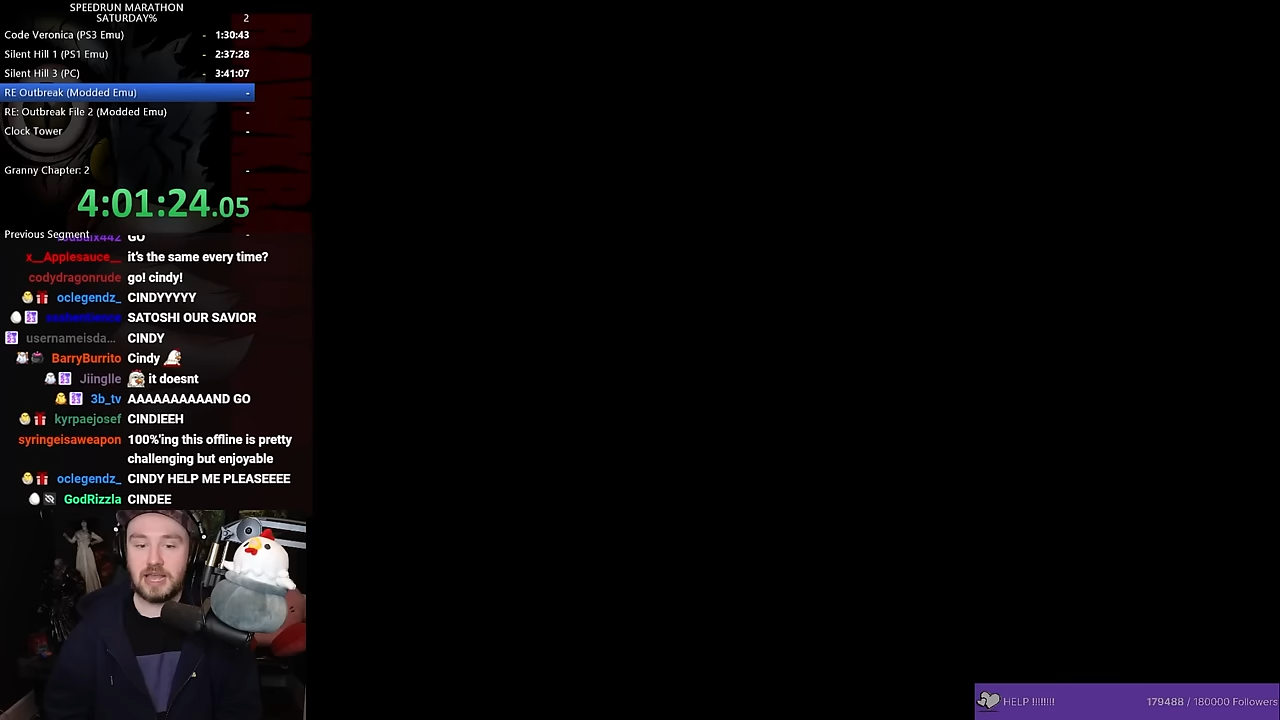 SPEEDRUN MARATHON
SATURDAY% 2
Code Veronica (PS3 Emu) - 1:30:43
Silent Hill 1 (PS1 Emu) - 2:37:28
Silent Hill 3 (PC) - 3:41:07
RE Outbreak (Modded Emu) -
RE: Outbreak File 2 (Modded Emu) -
Clock Tower -
Granny Chapter: 2 -
4:01:24.05
Previous Segment -
GO
x__Applesauce__ it's the same every time?
codydragonrude go! cindy!
oclegendz_ CINDYYYYY
SATOSHI OUR SAVIOR
usernameisda... CINDY
BarryBurrito Cindy
Jiinglle it doesnt
3b_tv AAAAAAAAAAND GO
kyrpaejosef CINDIEEH
syringeisaweapon 100%'ing this offline is pretty
challenging but enjoyable
oclegendz_ CINDY HELP ME PLEASEEEE
GodRizzla CINDEE
HELP !!!!!!!! 179488 / 180000 Followers